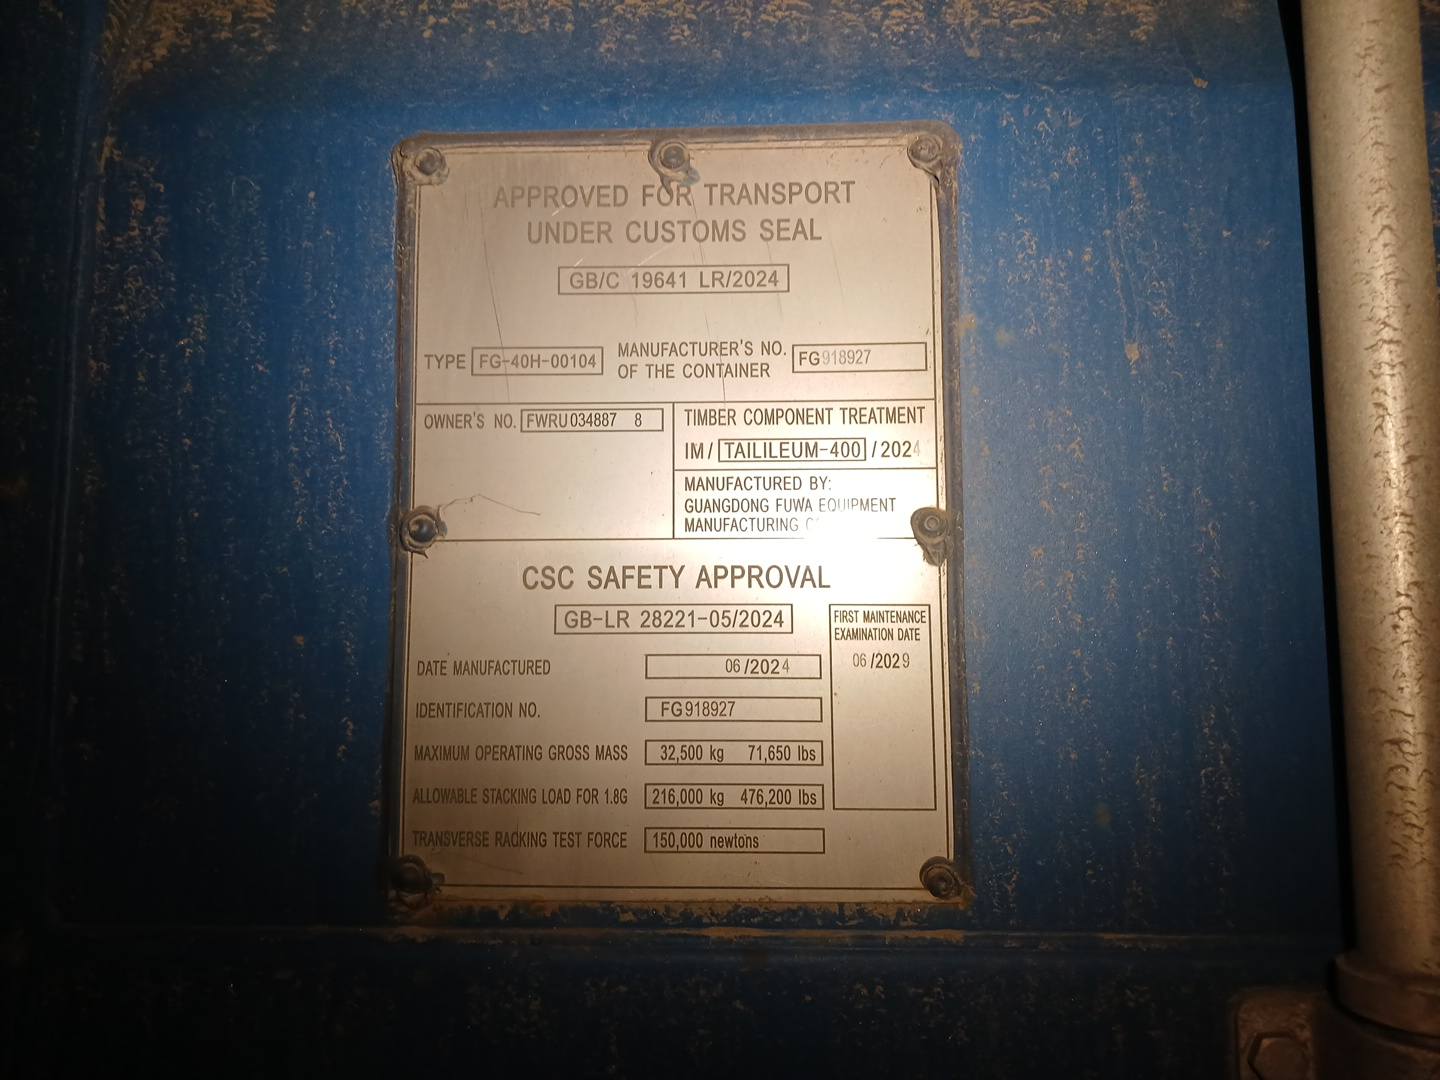 APPROVED FOR TRANSPORT
UNDER CUSTOMS SEAL
GB/C 19641 LR/2024
TYPE FG-40H-00104
MANUFACTURER'S NO.
OF THE CONTAINER
FG918927
OWNER'S NO. FWRU034887 8
TIMBER COMPONENT TREATMENT
IM/ TAILILEUM-400 /2024
MANUFACTURED BY:
GUANGDONG FUWA EQUIPMENT
MANUFACTURING
CSC SAFETY APPROVAL
GB-LR 28221-05/2024
FIRST MAINTENANCE
EXAMINATION DATE
06/2029
DATE MANUFACTURED 06/2024
IDENTIFICATION NO. FG918927
MAXIMUM OPERATING GROSS MASS 32,500 kg 71,650 lbs
ALLOWABLE STACKING LOAD FOR 1.8G 216,000 kg 476,200 lbs
TRANSVERSE RACKING TEST FORCE 150,000 newtons